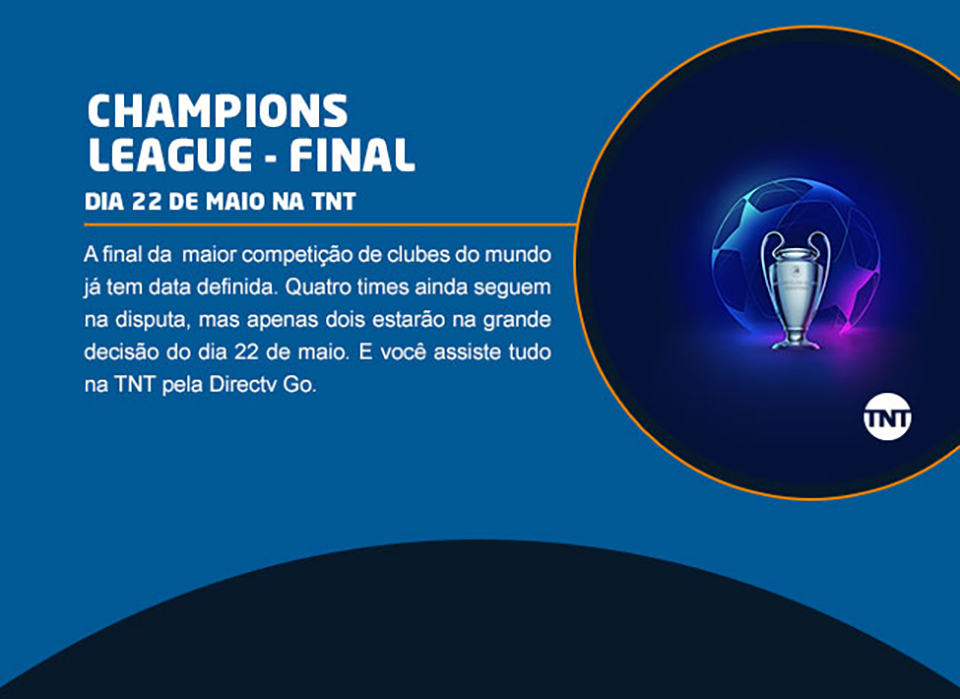 CHAMPIONS
LEAGUE - FINAL
DIA 22 DE MAIO NA TNT
A final da maior competição de clubes do mundo
já tem data definida. Quatro times ainda seguem
na disputa, mas apenas dois estarão na grande
decisão do dia 22 de maio. E você assiste tudo
na TNT pela Directv Go.
TNT